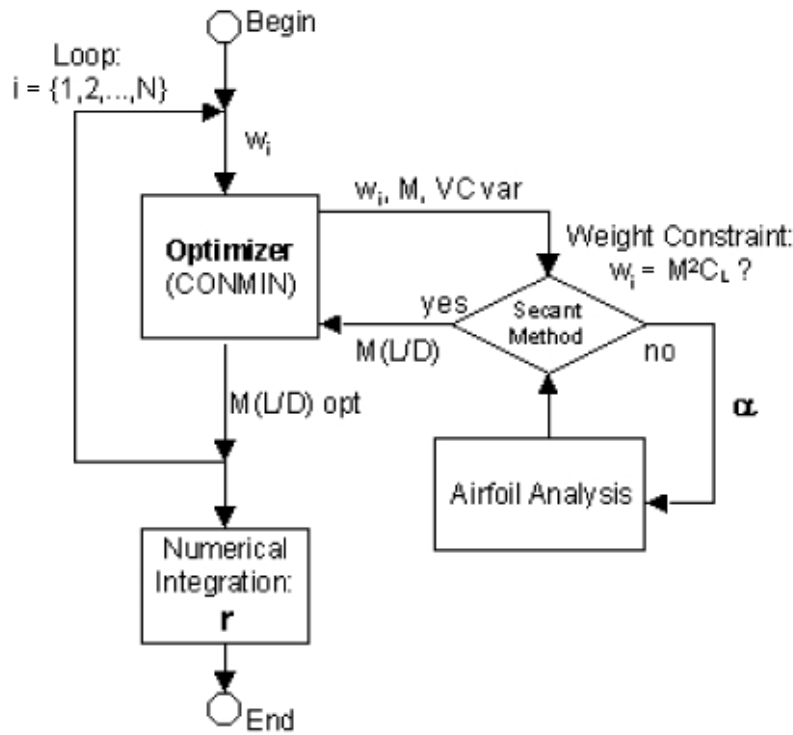 Begin
Loop:
i = {1,2,...,N}
wᵢ
wᵢ, M, VC var
Optimizer
(CONMIN)
Weight Constraint:
wᵢ = M²C_L ?
yes
Secant
Method
no
M(L/D)
M(L/D) opt
α
Airfoil Analysis
Numerical
Integration:
r
End